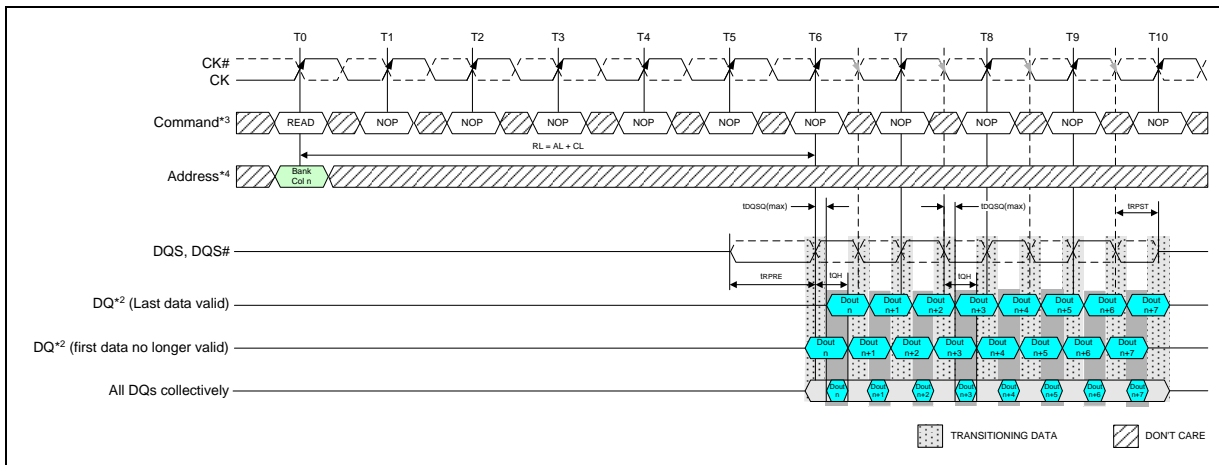 T0 T1 T2 T3 T4 T5 T6 T7 T8 T9 T10
CK#
CK
Command*3 READ NOP NOP NOP NOP NOP NOP NOP NOP NOP NOP
RL = AL + CL
Address*4 Bank Col n
tDQSQ(max) tDQSQ(max) tRPST
DQS, DQS#
tRPRE tQH tQH
DQ*2 (Last data valid) Dout n Dout n+1 Dout n+2 Dout n+3 Dout n+4 Dout n+5 Dout n+6 Dout n+7
DQ*2 (first data no longer valid) Dout n Dout n+1 Dout n+2 Dout n+3 Dout n+4 Dout n+5 Dout n+6 Dout n+7
All DQs collectively Dout n Dout n+1 Dout n+2 Dout n+3 Dout n+4 Dout n+5 Dout n+6 Dout n+7
TRANSITIONING DATA DON'T CARE